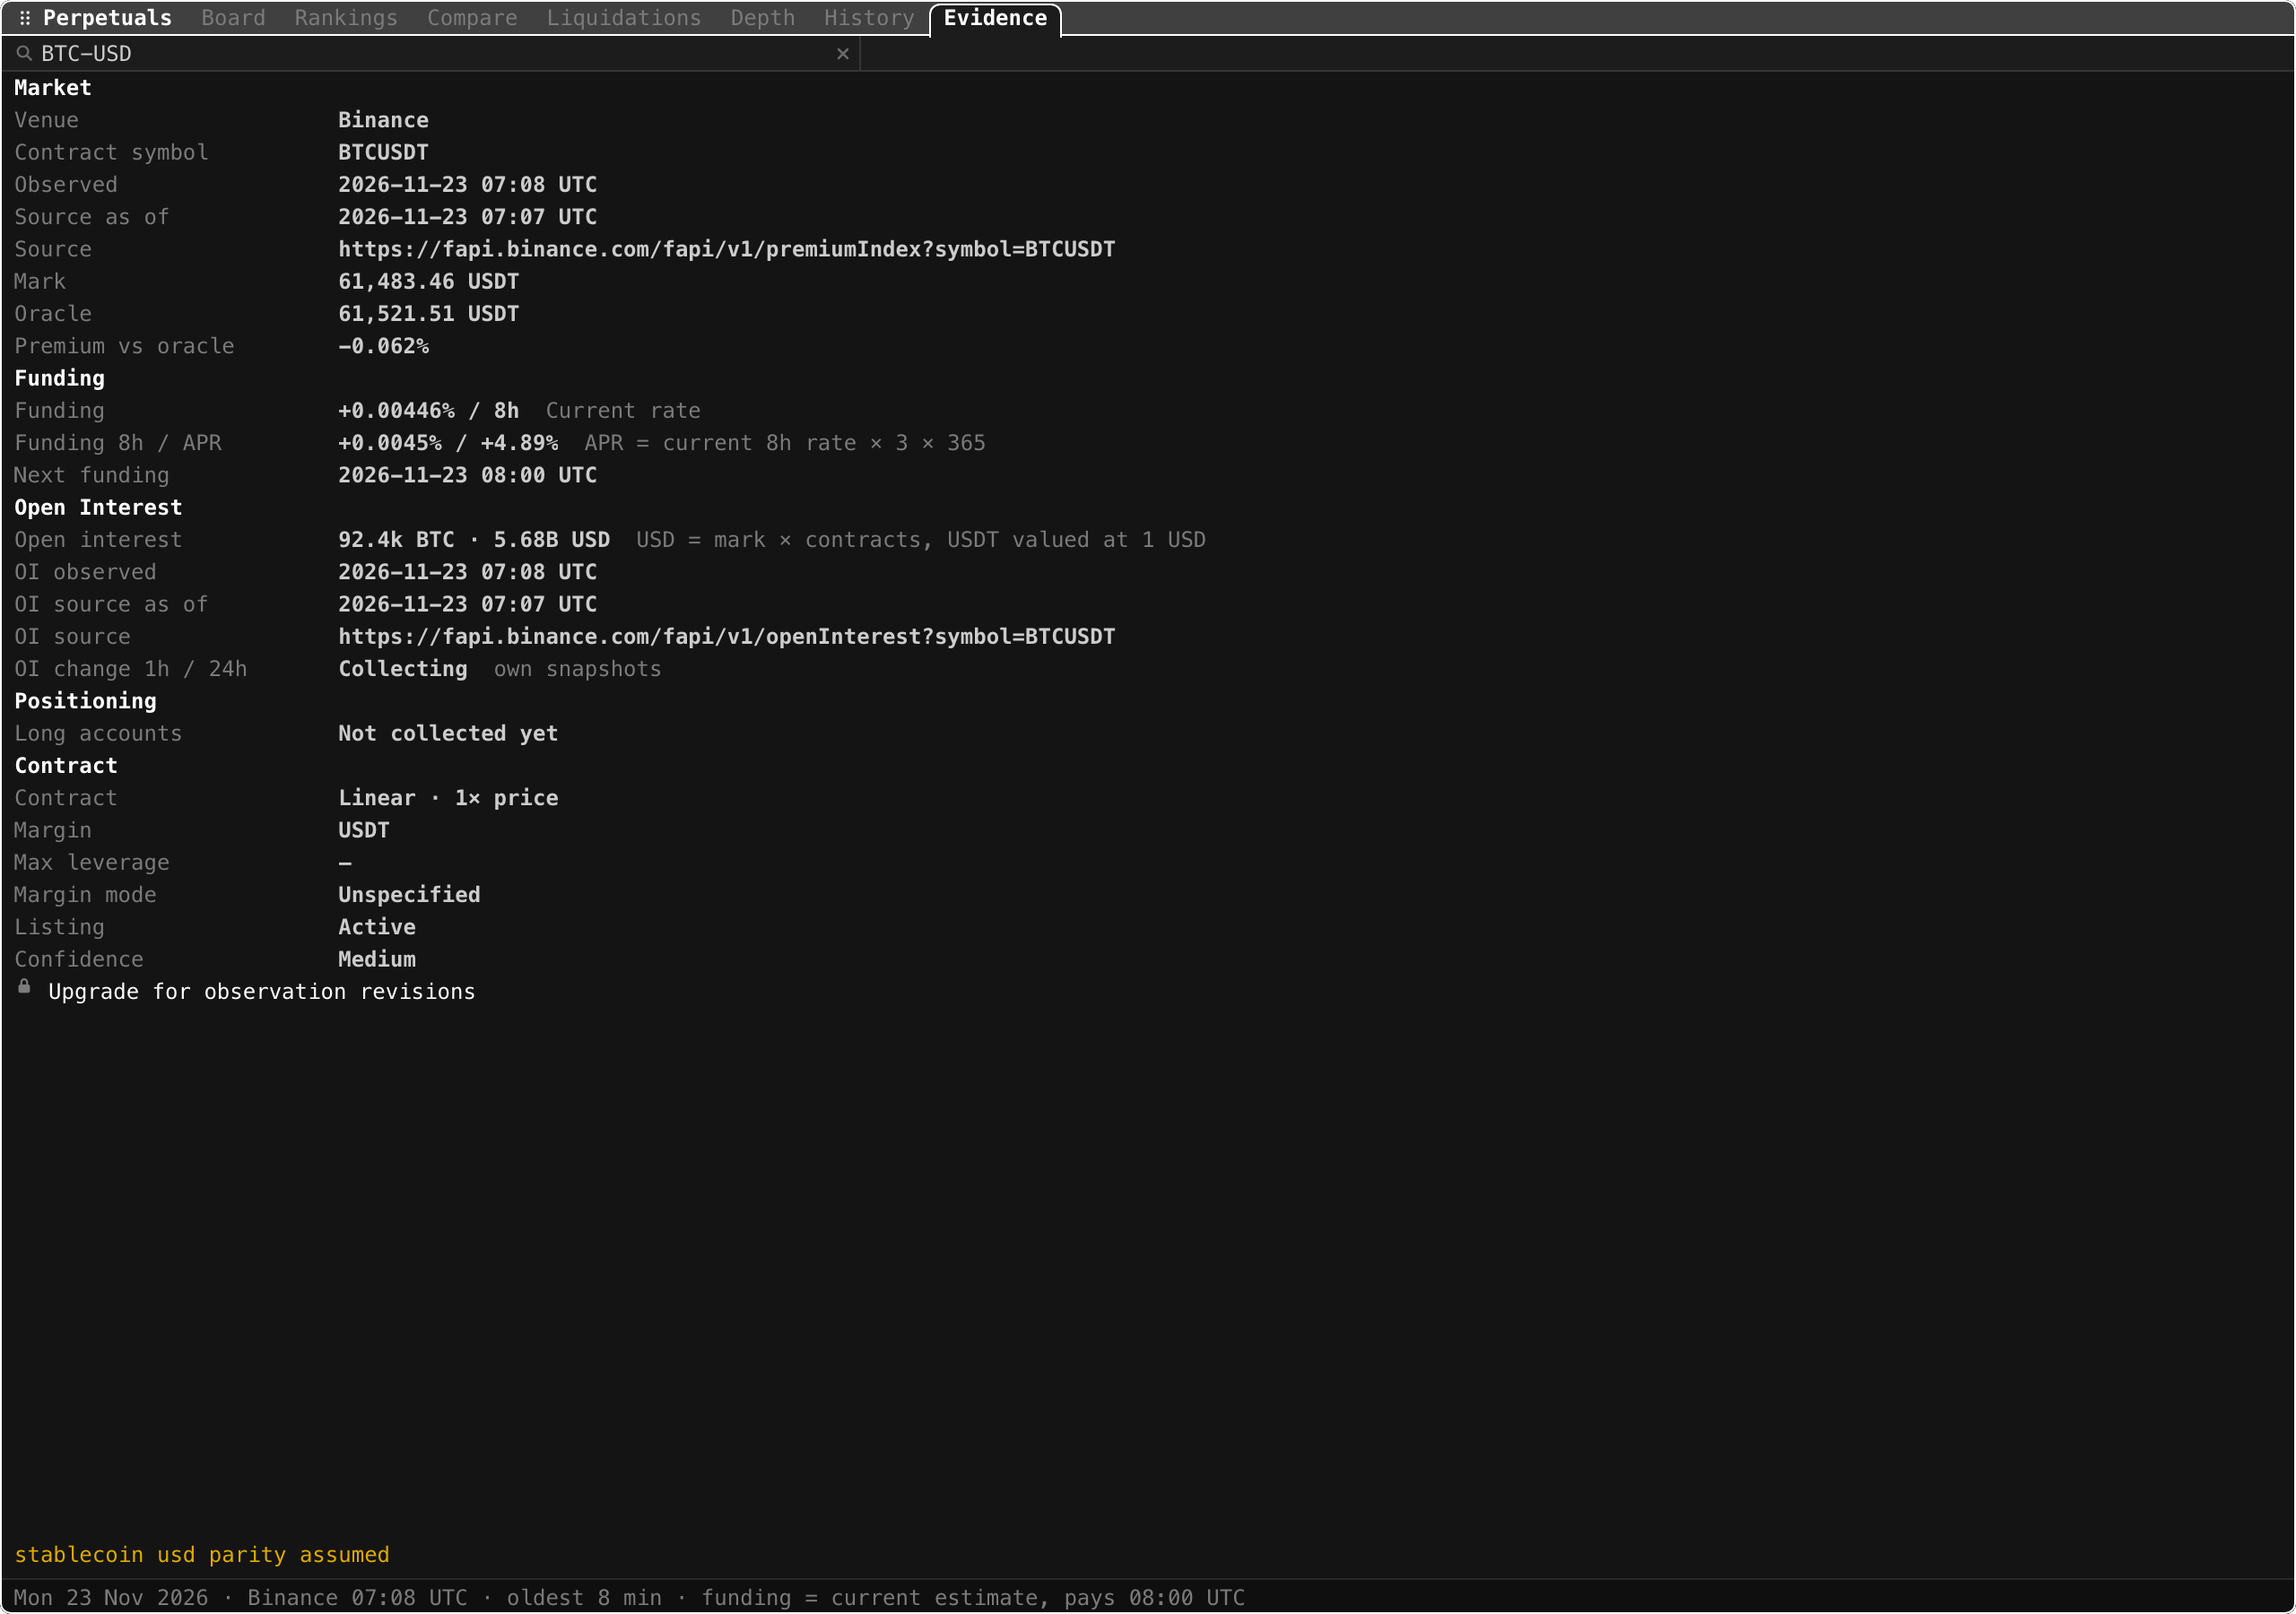 Perpetuals Board Rankings Compare Liquidations Depth History Evidence
BTC–USD ×
Market
Venue Binance
Contract symbol BTCUSDT
Observed 2026–11–23 07:08 UTC
Source as of 2026–11–23 07:07 UTC
Source https://fapi.binance.com/fapi/v1/premiumIndex?symbol=BTCUSDT
Mark 61,483.46 USDT
Oracle 61,521.51 USDT
Premium vs oracle –0.062%
Funding
Funding +0.00446% / 8h Current rate
Funding 8h / APR +0.0045% / +4.89% APR = current 8h rate × 3 × 365
Next funding 2026–11–23 08:00 UTC
Open Interest
Open interest 92.4k BTC · 5.68B USD USD = mark × contracts, USDT valued at 1 USD
OI observed 2026–11–23 07:08 UTC
OI source as of 2026–11–23 07:07 UTC
OI source https://fapi.binance.com/fapi/v1/openInterest?symbol=BTCUSDT
OI change 1h / 24h Collecting own snapshots
Positioning
Long accounts Not collected yet
Contract
Contract Linear · 1× price
Margin USDT
Max leverage –
Margin mode Unspecified
Listing Active
Confidence Medium
Upgrade for observation revisions
stablecoin usd parity assumed
Mon 23 Nov 2026 · Binance 07:08 UTC · oldest 8 min · funding = current estimate, pays 08:00 UTC